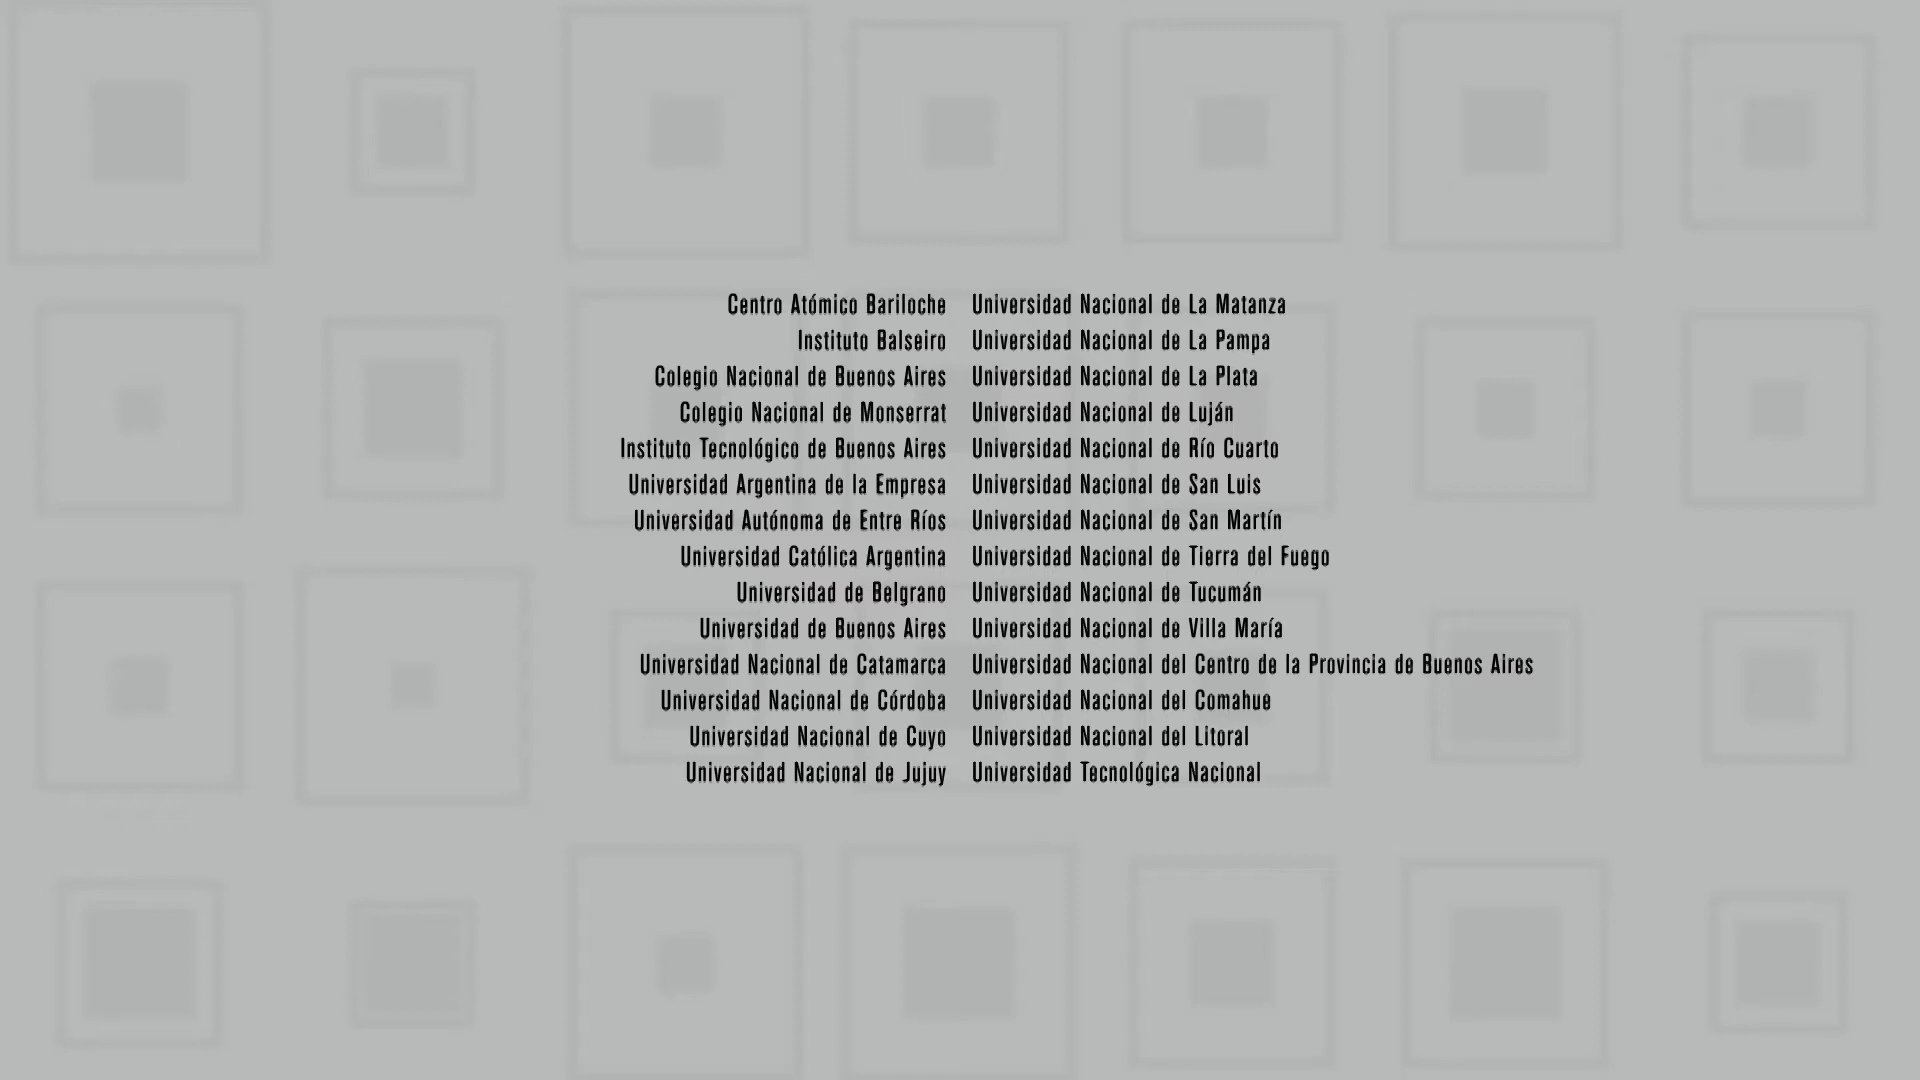 Centro Atómico Bariloche
Instituto Balseiro
Colegio Nacional de Buenos Aires
Colegio Nacional de Monserrat
Instituto Tecnológico de Buenos Aires
Universidad Argentina de la Empresa
Universidad Autónoma de Entre Ríos
Universidad Católica Argentina
Universidad de Belgrano
Universidad de Buenos Aires
Universidad Nacional de Catamarca
Universidad Nacional de Córdoba
Universidad Nacional de Cuyo
Universidad Nacional de Jujuy
Universidad Nacional de La Matanza
Universidad Nacional de La Pampa
Universidad Nacional de La Plata
Universidad Nacional de Luján
Universidad Nacional de Río Cuarto
Universidad Nacional de San Luis
Universidad Nacional de San Martín
Universidad Nacional de Tierra del Fuego
Universidad Nacional de Tucumán
Universidad Nacional de Villa María
Universidad Nacional del Centro de la Provincia de Buenos Aires
Universidad Nacional del Comahue
Universidad Nacional del Litoral
Universidad Tecnológica Nacional